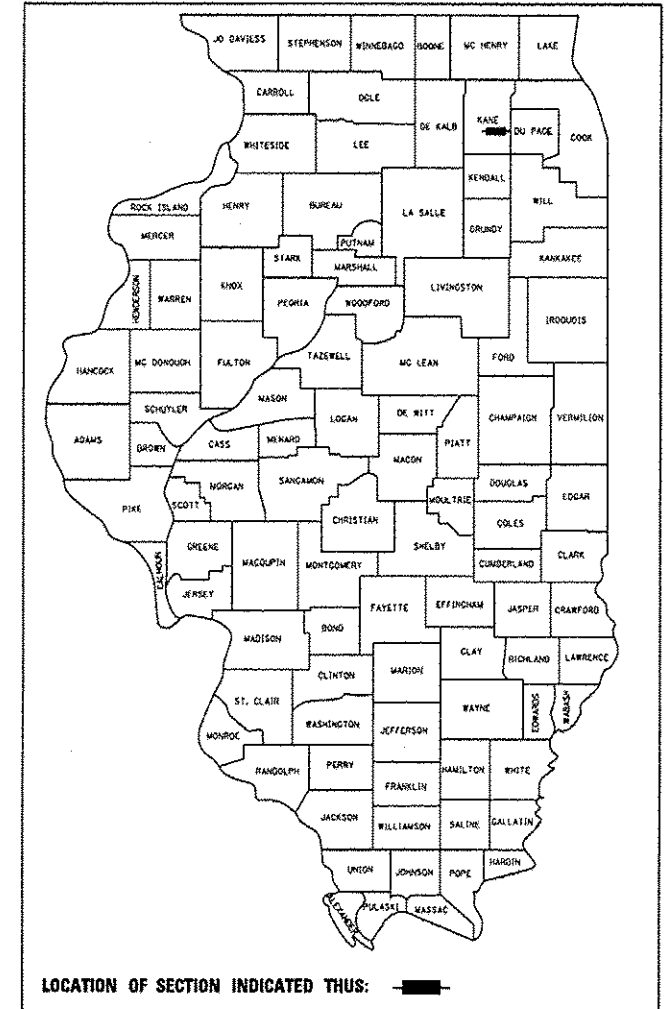 JO DAVIESS STEPHENSON WINNEBAGO BOONE MC HENRY LAKE
CARROLL OGLE DE KALB KANE DU PAGE COOK
WHITESIDE LEE
KENDALL WILL
ROCK ISLAND HENRY BUREAU LA SALLE GRUNDY
MERCER PUTNAM
STARK MARSHALL KANKAKEE
HENDERSON WARREN KNOX PEORIA WOODFORD LIVINGSTON IROQUOIS
HANCOCK MC DONOUGH FULTON TAZEWELL MC LEAN FORD
MASON
SCHUYLER LOGAN DE WITT CHAMPAIGN VERMILION
ADAMS BROWN CASS MENARD MACON PIATT
MORGAN SANGAMON DOUGLAS
PIKE SCOTT CHRISTIAN MOULTRIE EDGAR
COLES
GREENE SHELBY
CALHOUN MACOUPIN MONTGOMERY CUMBERLAND CLARK
JERSEY
FAYETTE EFFINGHAM JASPER CRAWFORD
MADISON BOND
CLAY RICHLAND LAWRENCE
CLINTON MARION
ST. CLAIR WAYNE EDWARDS WABASH
WASHINGTON JEFFERSON
MONROE
RANDOLPH PERRY HAMILTON WHITE
FRANKLIN
JACKSON WILLIAMSON SALINE GALLATIN
UNION JOHNSON POPE HARDIN
ALEXANDER PULASKI MASSAC
LOCATION OF SECTION INDICATED THUS: